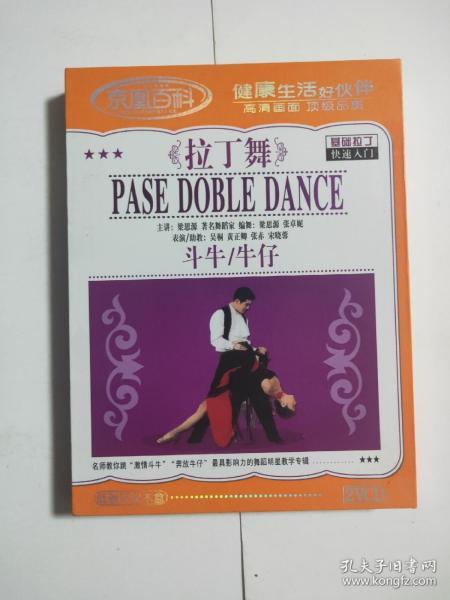 京凰百科
健康生活好伙伴
高清画面 顶级品质
★★★
拉丁舞
基础拉丁
快速入门
PASE DOBLE DANCE
主讲：梁思源 著名舞蹈家 编舞：梁思源 张卓妮
表演/助教：吴桐 黄正卿 张赤 宋晓蓉
斗牛/牛仔
名师教你跳“激情斗牛”“奔放牛仔”最具影响力的舞蹈明星教学专辑 ............ ★★★
2VCD
孔夫子旧书网
www.kongfz.com